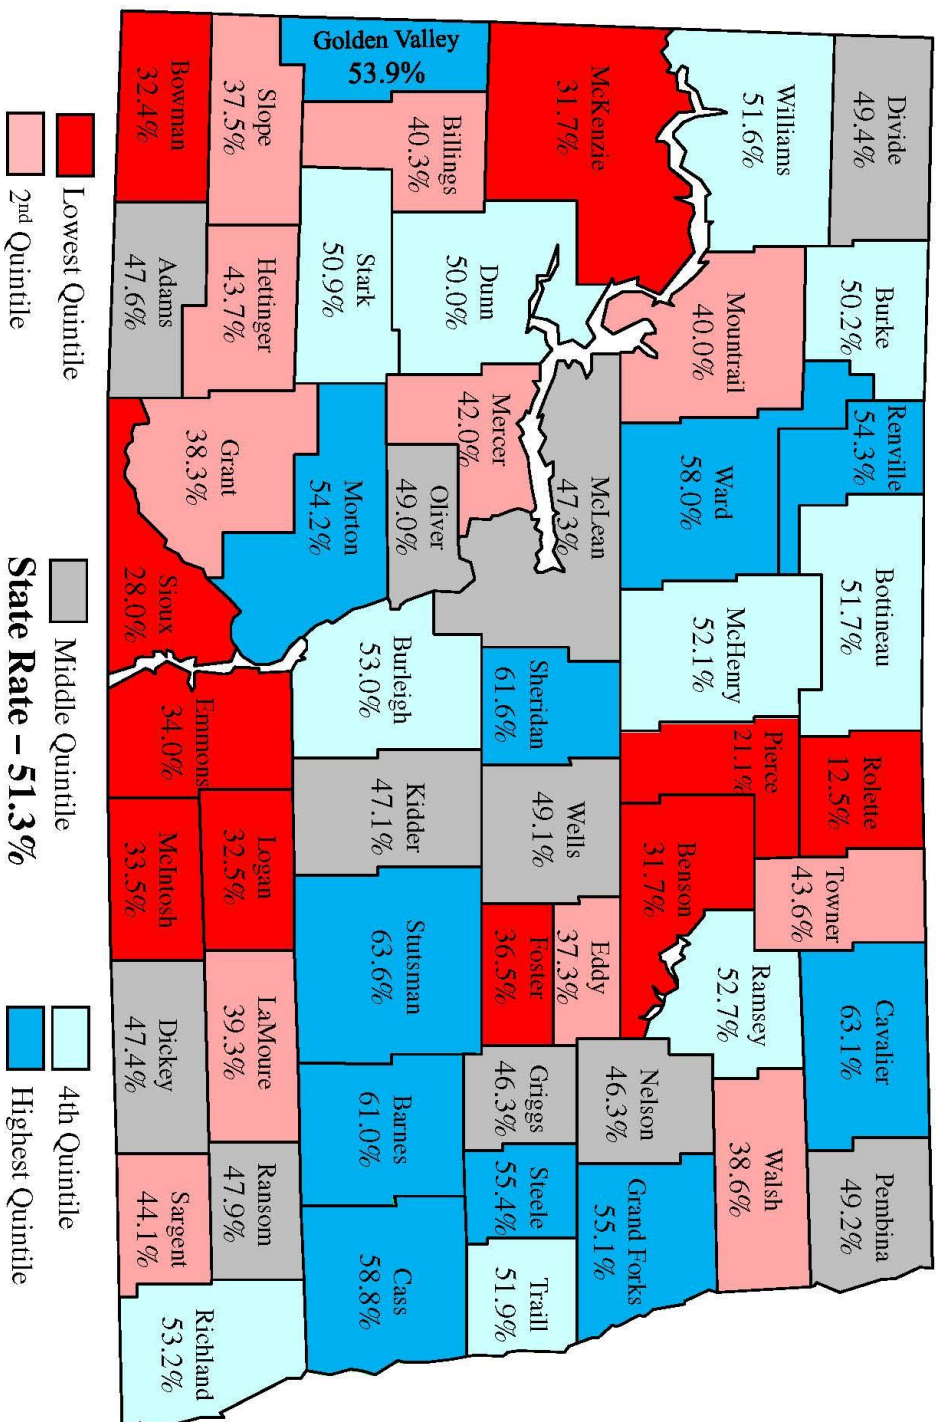 Divide
49.4%
Burke
50.2%
Renville
54.3%
Bottineau
51.7%
Rolette
12.5%
Towner
43.6%
Cavalier
63.1%
Pembina
49.2%
Williams
51.6%
Mountrail
40.0%
Ward
58.0%
McHenry
52.1%
Pierce
21.1%
Benson
31.7%
Ramsey
52.7%
Walsh
38.6%
McKenzie
31.7%
McLean
47.3%
Sheridan
61.6%
Wells
49.1%
Eddy
37.3%
Foster
36.5%
Nelson
46.3%
Grand Forks
55.1%
Griggs
46.3%
Steele
55.4%
Traill
51.9%
Golden Valley
53.9%
Billings
40.3%
Dunn
50.0%
Mercer
42.0%
Oliver
49.0%
Stark
50.9%
Morton
54.2%
Burleigh
53.0%
Kidder
47.1%
Stutsman
63.6%
Barnes
61.0%
Cass
58.8%
Slope
37.5%
Hettinger
43.7%
Grant
38.3%
Bowman
32.4%
Adams
47.6%
Sioux
28.0%
Emmons
34.0%
Logan
32.5%
McIntosh
33.5%
LaMoure
39.3%
Dickey
47.4%
Ransom
47.9%
Sargent
44.1%
Richland
53.2%
Lowest Quintile
2nd Quintile
Middle Quintile
4th Quintile
Highest Quintile
State Rate – 51.3%